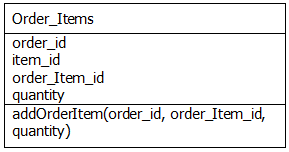 Order_Items
order_id
item_id
order_Item_id
quantity
addOrderItem(order_id, order_Item_id,
quantity)